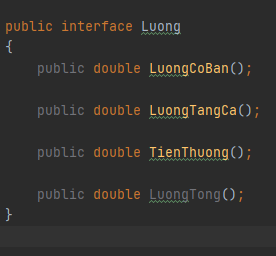 public interface Luong
{
public double LuongCoBan();
public double LuongTangCa();
public double TienThuong();
public double LuongTong();
}